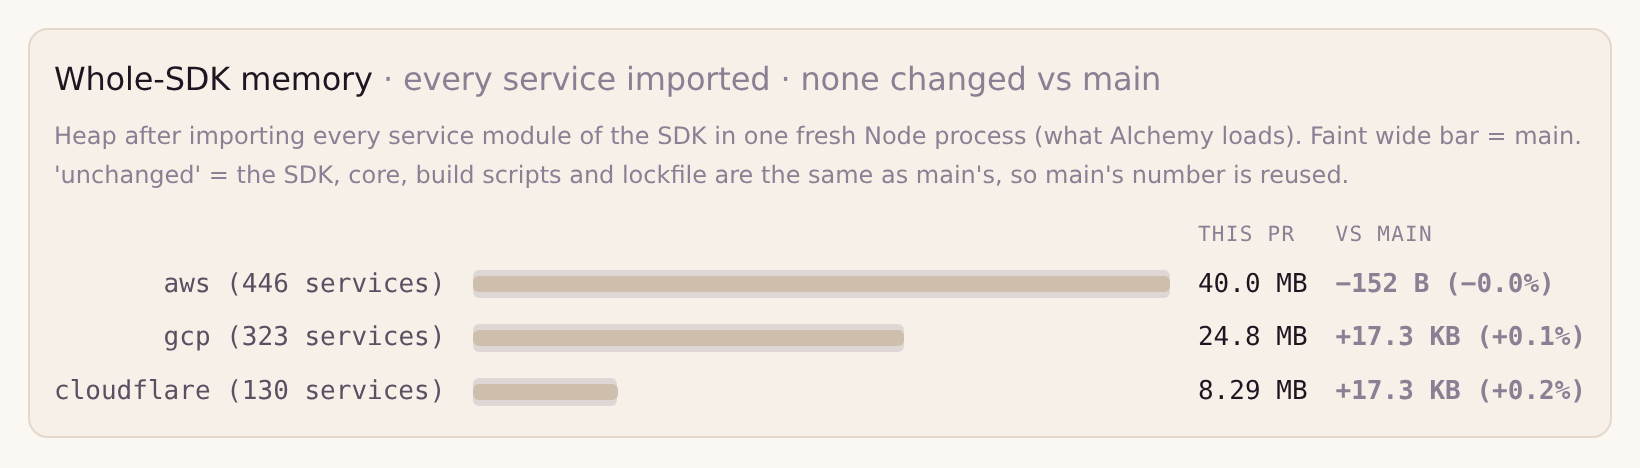 Whole-SDK memory · every service imported · none changed vs main
Heap after importing every service module of the SDK in one fresh Node process (what Alchemy loads). Faint wide bar = main.
'unchanged' = the SDK, core, build scripts and lockfile are the same as main's, so main's number is reused.
THIS PR VS MAIN
aws (446 services) 40.0 MB −152 B (−0.0%)
gcp (323 services) 24.8 MB +17.3 KB (+0.1%)
cloudflare (130 services) 8.29 MB +17.3 KB (+0.2%)